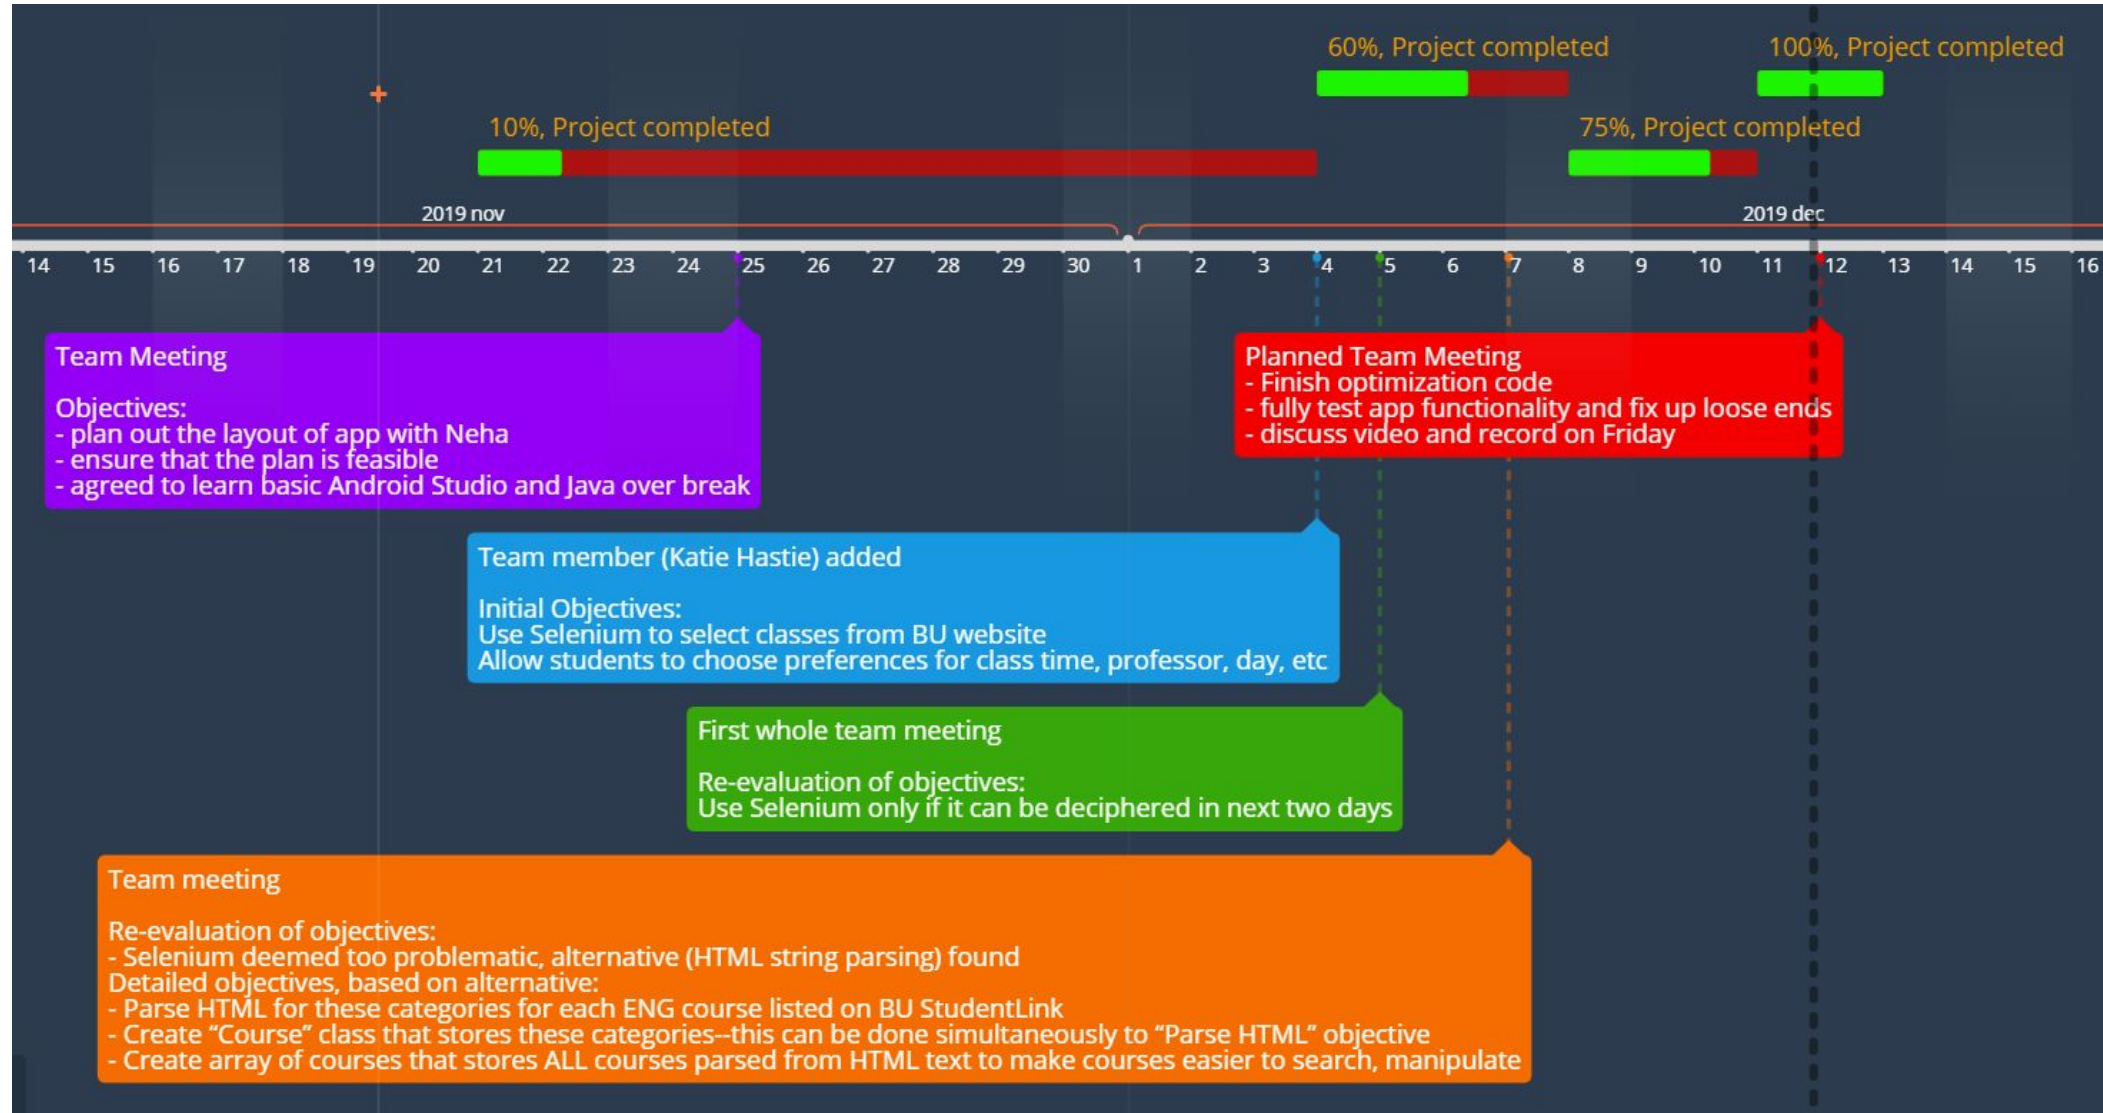 60%, Project completed
100%, Project completed
10%, Project completed
75%, Project completed
2019 nov
2019 dec
14 15 16 17 18 19 20 21 22 23 24 25 26 27 28 29 30 1 2 3 4 5 6 7 8 9 10 11 12 13 14 15 16
Team Meeting
Objectives:
- plan out the layout of app with Neha
- ensure that the plan is feasible
- agreed to learn basic Android Studio and Java over break
Planned Team Meeting
- Finish optimization code
- fully test app functionality and fix up loose ends
- discuss video and record on Friday
Team member (Katie Hastie) added
Initial Objectives:
Use Selenium to select classes from BU website
Allow students to choose preferences for class time, professor, day, etc
First whole team meeting
Re-evaluation of objectives:
Use Selenium only if it can be deciphered in next two days
Team meeting
Re-evaluation of objectives:
- Selenium deemed too problematic, alternative (HTML string parsing) found
Detailed objectives, based on alternative:
- Parse HTML for these categories for each ENG course listed on BU StudentLink
- Create “Course” class that stores these categories--this can be done simultaneously to “Parse HTML” objective
- Create array of courses that stores ALL courses parsed from HTML text to make courses easier to search, manipulate